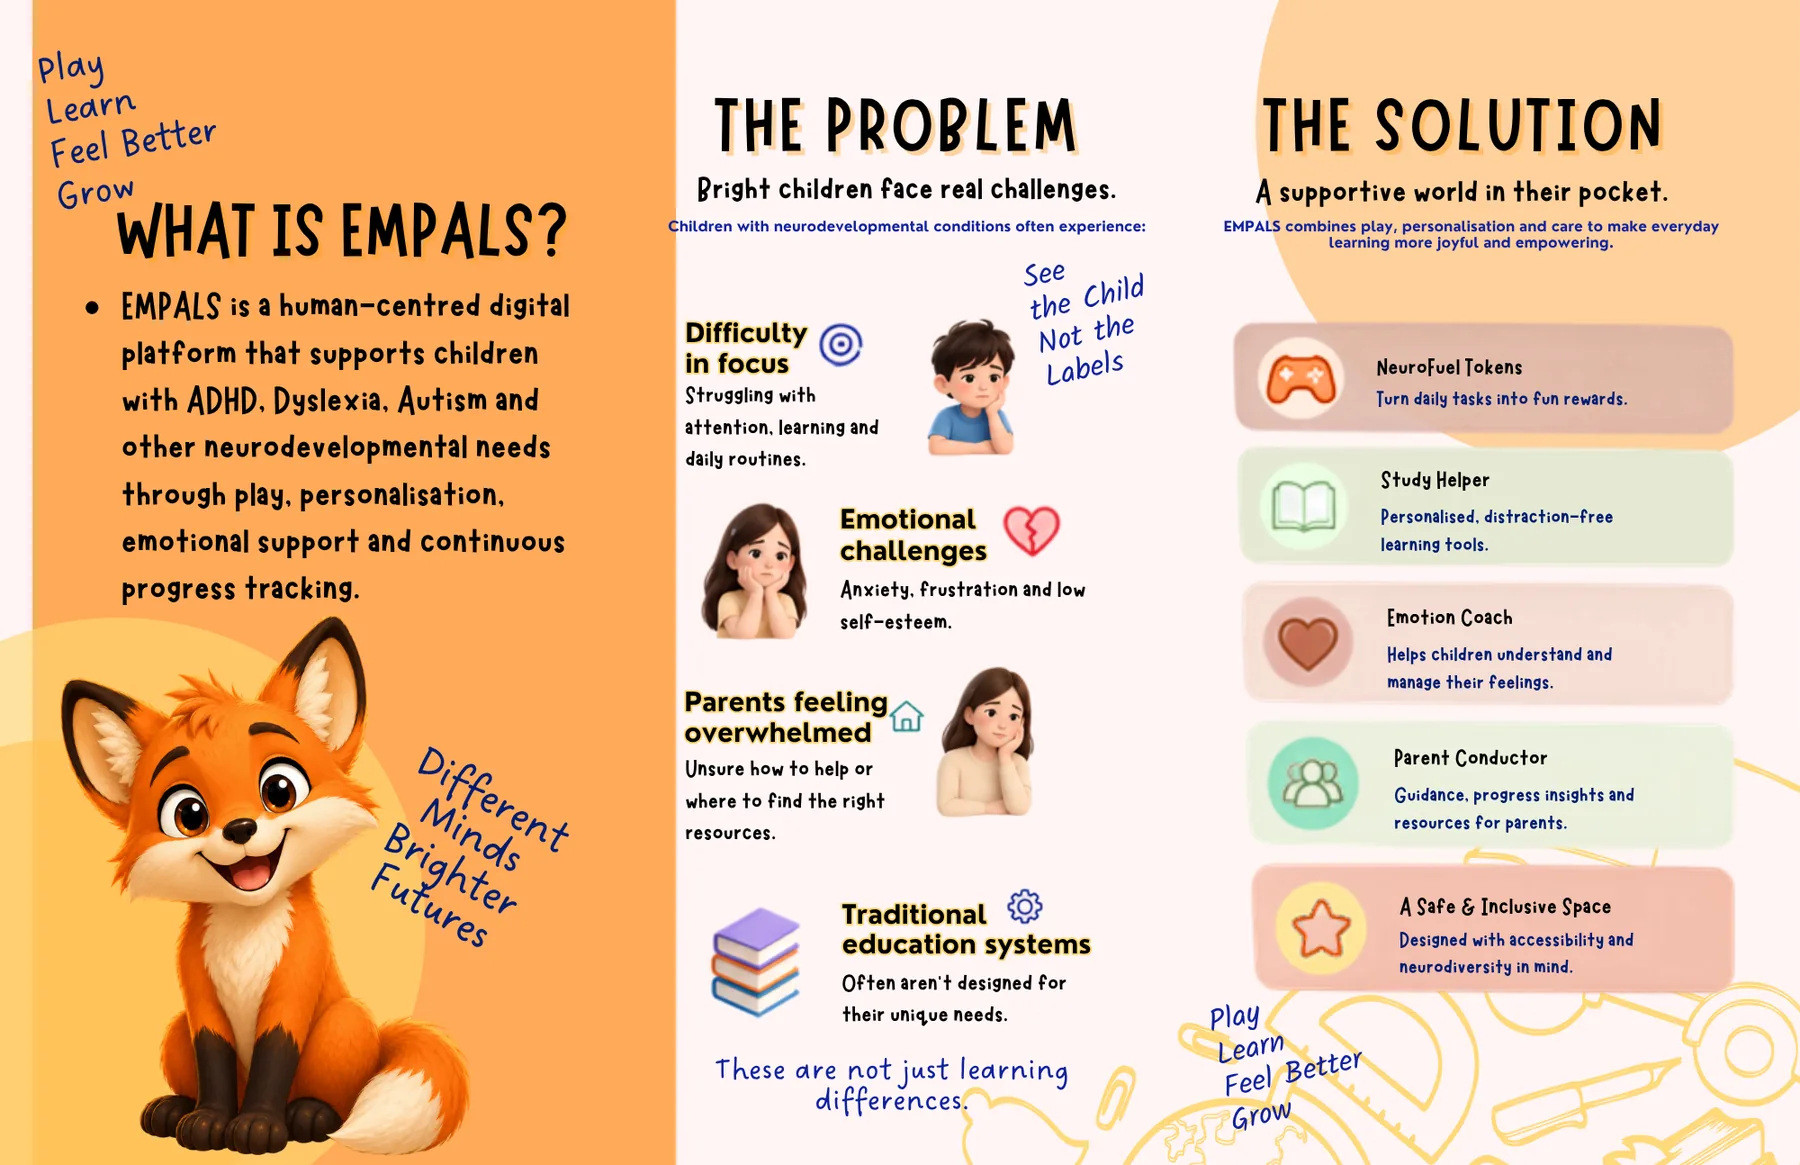 Play
Learn
Feel Better
Grow
WHAT IS EMPALS?
• EMPALS is a human-centred digital
platform that supports children
with ADHD, Dyslexia, Autism and
other neurodevelopmental needs
through play, personalisation,
emotional support and continuous
progress tracking.
Different
Minds
Brighter
Futures
THE PROBLEM
Bright children face real challenges.
Children with neurodevelopmental conditions often experience:
See
the Child
Not the
Labels
Difficulty
in focus
Struggling with
attention, learning and
daily routines.
Emotional
challenges
Anxiety, frustration and low
self-esteem.
Parents feeling
overwhelmed
Unsure how to help or
where to find the right
resources.
Traditional
education systems
Often aren't designed for
their unique needs.
These are not just learning
differences.
THE SOLUTION
A supportive world in their pocket.
EMPALS combines play, personalisation and care to make everyday
learning more joyful and empowering.
NeuroFuel Tokens
Turn daily tasks into fun rewards.
Study Helper
Personalised, distraction-free
learning tools.
Emotion Coach
Helps children understand and
manage their feelings.
Parent Conductor
Guidance, progress insights and
resources for parents.
A Safe & Inclusive Space
Designed with accessibility and
neurodiversity in mind.
Play
Learn
Feel Better
Grow